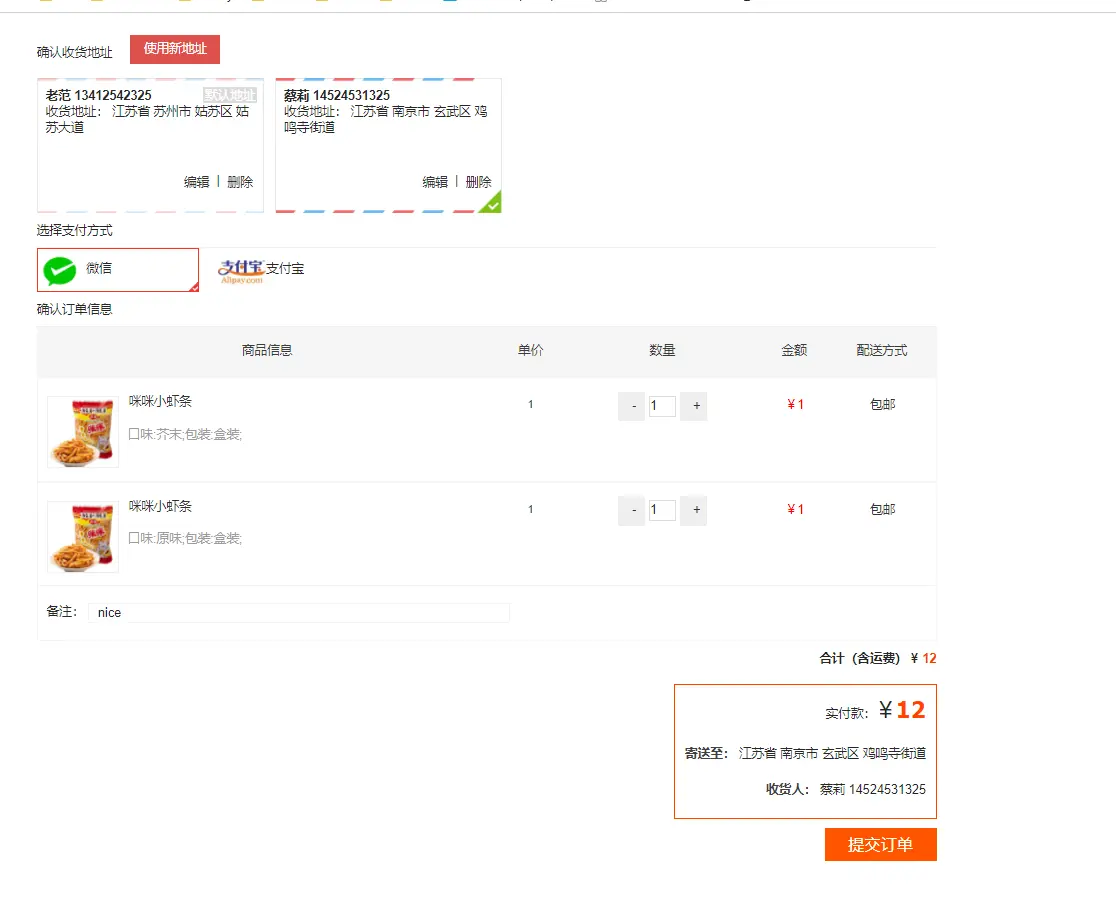 确认收货地址 使用新地址
老范 13412542325 默认地址
收货地址： 江苏省 苏州市 姑苏区 姑
苏大道
编辑 | 删除
蔡莉 14524531325
收货地址： 江苏省 南京市 玄武区 鸡
鸣寺街道
编辑 | 删除
选择支付方式
微信
支付宝 Alipay.com 支付宝
确认订单信息
商品信息 单价 数量 金额 配送方式
咪咪小虾条 1 - 1 + ¥1 包邮
口味:芥末;包装:盒装;
咪咪小虾条 1 - 1 + ¥1 包邮
口味:原味;包装:盒装;
备注： nice
合计（含运费） ¥ 12
实付款： ¥12
寄送至： 江苏省 南京市 玄武区 鸡鸣寺街道
收货人： 蔡莉 14524531325
提交订单